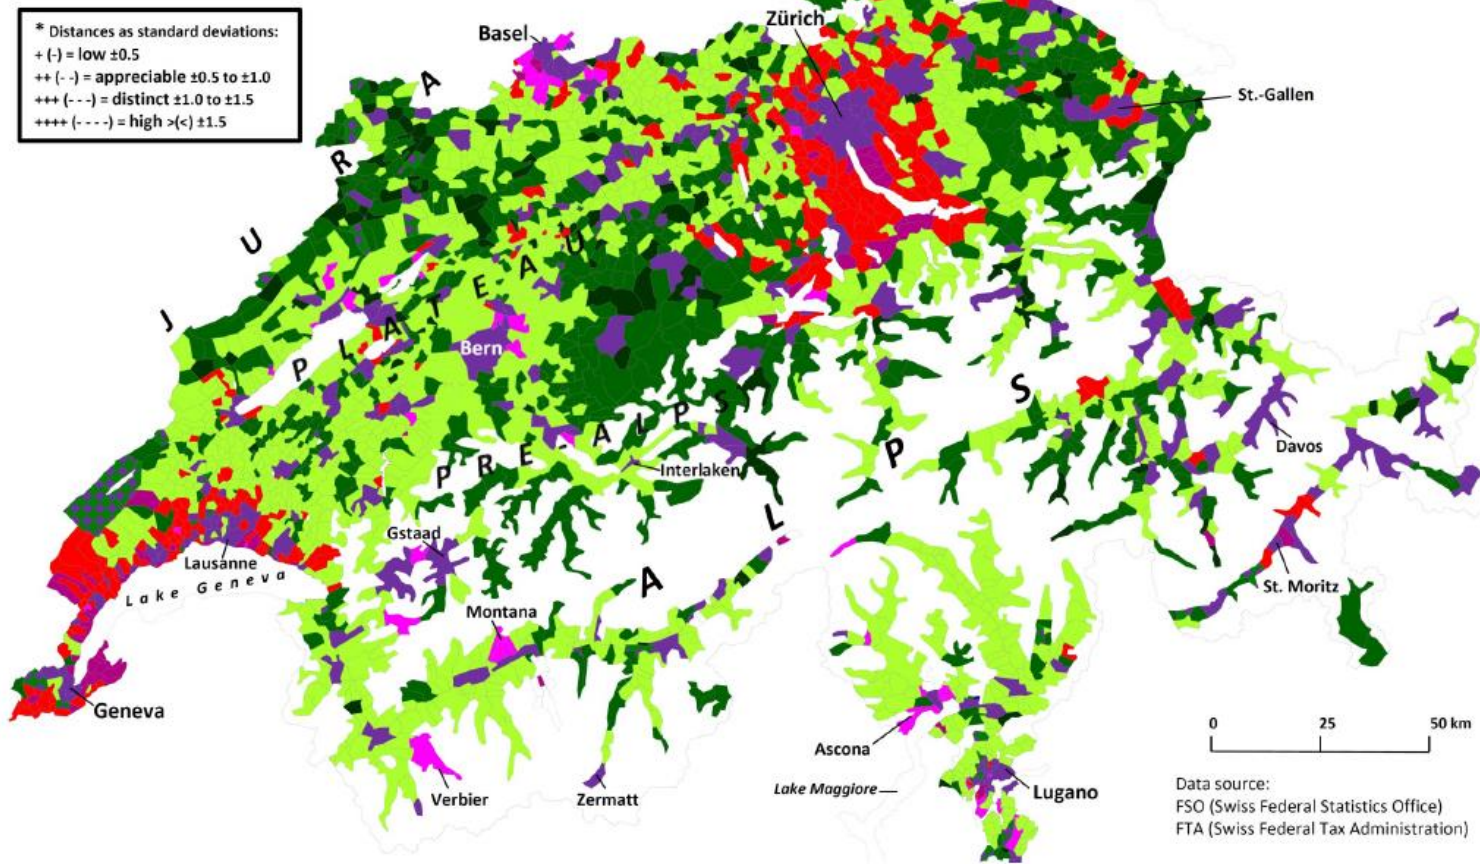 * Distances as standard deviations:
+ (-) = low ±0.5
++ (- -) = appreciable ±0.5 to ±1.0
+++ (- - -) = distinct ±1.0 to ±1.5
++++ (- - - -) = high >(<) ±1.5
Zürich
Basel
St.-Gallen
J U R A
P L A T E A U
Bern
P R E - A L P S
A L P S
Interlaken
Davos
Gstaad
Lausanne
Lake Geneva
Montana
St. Moritz
Geneva
Ascona
Verbier
Zermatt
Lake Maggiore
Lugano
0 25 50 km
Data source:
FSO (Swiss Federal Statistics Office)
FTA (Swiss Federal Tax Administration)